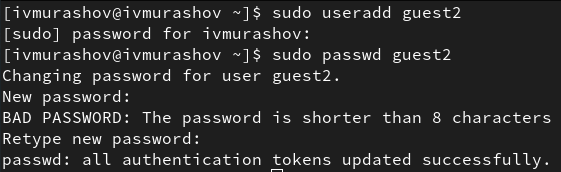 [ivmurashov@ivmurashov ~]$ sudo useradd guest2
[sudo] password for ivmurashov:
[ivmurashov@ivmurashov ~]$ sudo passwd guest2
Changing password for user guest2.
New password:
BAD PASSWORD: The password is shorter than 8 characters
Retype new password:
passwd: all authentication tokens updated successfully.